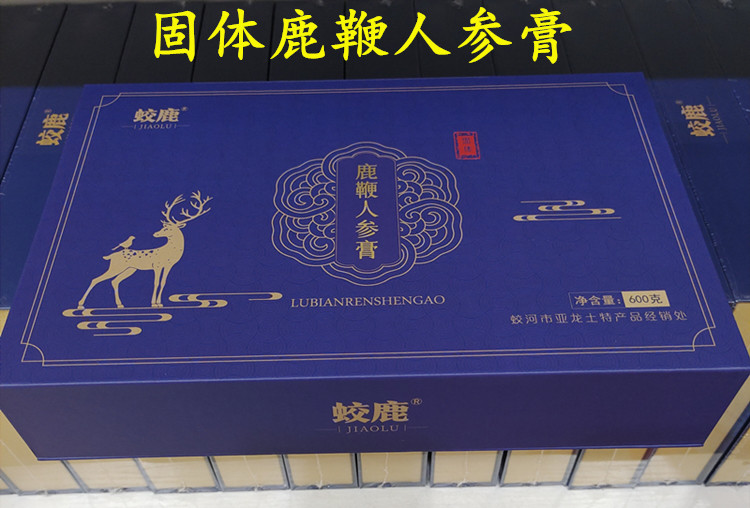 固体鹿鞭人参膏
蛟鹿®
JIAOLU
蛟鹿
蛟鹿
鹿鞭人参膏
LUBIANRENSHENGAO
净含量: 600克
蛟河市亚龙土特产品经销处
蛟鹿®
JIAOLU